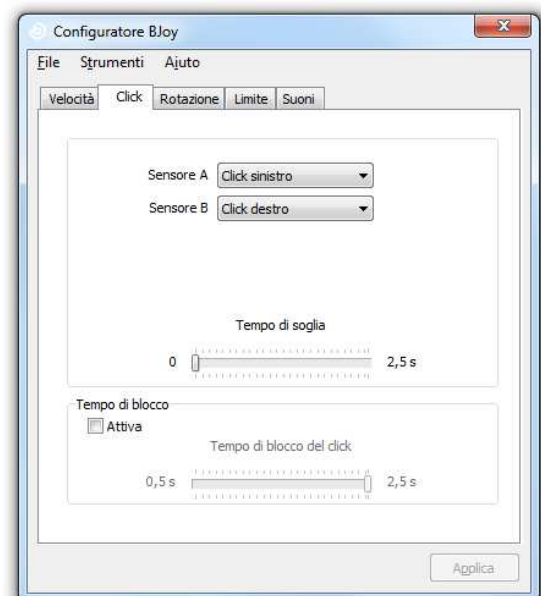 Configuratore BJoy
File Strumenti Ajuto
Velocità Click Rotazione Limite Suoni
Sensore A Click sinistro
Sensore B Click destro
Tempo di soglia
0 2,5 s
Tempo di blocco
Attiva
Tempo di blocco del click
0,5 s 2,5 s
Applica